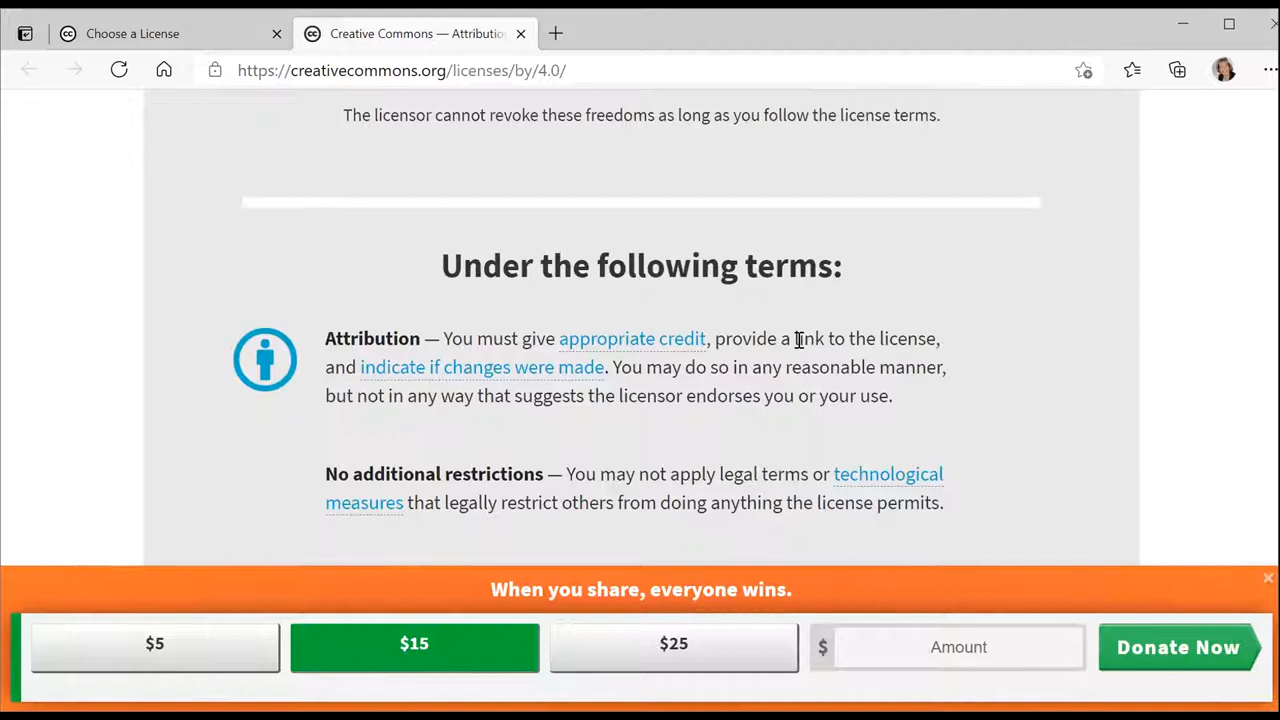 Choose a License
Creative Commons — Attributio
https://creativecommons.org/licenses/by/4.0/
The licensor cannot revoke these freedoms as long as you follow the license terms.
Under the following terms:
Attribution — You must give appropriate credit, provide a link to the license,
and indicate if changes were made. You may do so in any reasonable manner,
but not in any way that suggests the licensor endorses you or your use.
No additional restrictions — You may not apply legal terms or technological
measures that legally restrict others from doing anything the license permits.
When you share, everyone wins.
$5
$15
$25
$ Amount
Donate Now